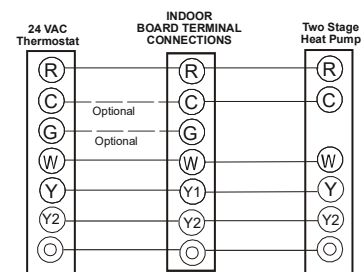 24 VAC
Thermostat
INDOOR
BOARD TERMINAL
CONNECTIONS
Two Stage
Heat Pump
R R R
C Optional C C
G Optional G
W W W
Y Y1 Y
Y2 Y2 Y2
O O O